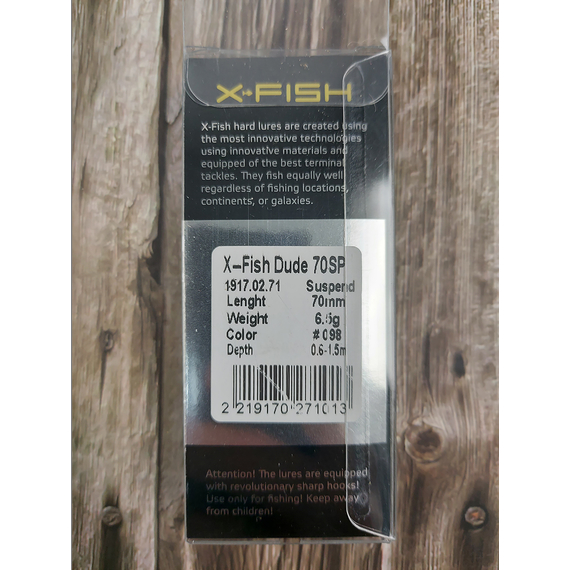 X-FISH
X-Fish hard lures are created using
the most innovative technologies
using innovative materials and
equipped of the best terminal
tackles. They fish equally well
regardless of fishing locations,
continents, or galaxies.
X-Fish Dude 70SP
1917.02.71 Suspend
Lenght 70mm
Weight 6.5g
Color #098
Depth 0.6-1.5m
2 219170 271013
Attention! The lures are equipped
with revolutionary sharp hooks!
Use only for fishing! Keep away
from children!